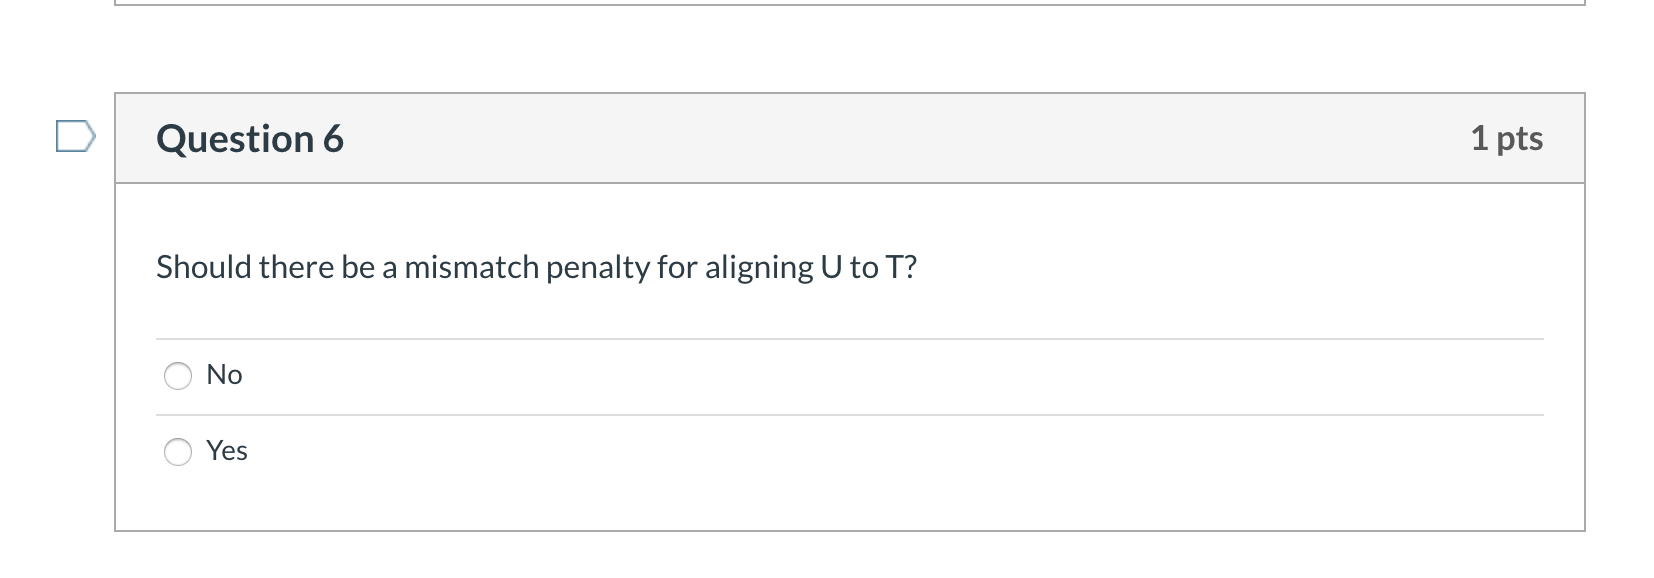 Question 6
1 pts
Should there be a mismatch penalty for aligning U to T?
No
Yes